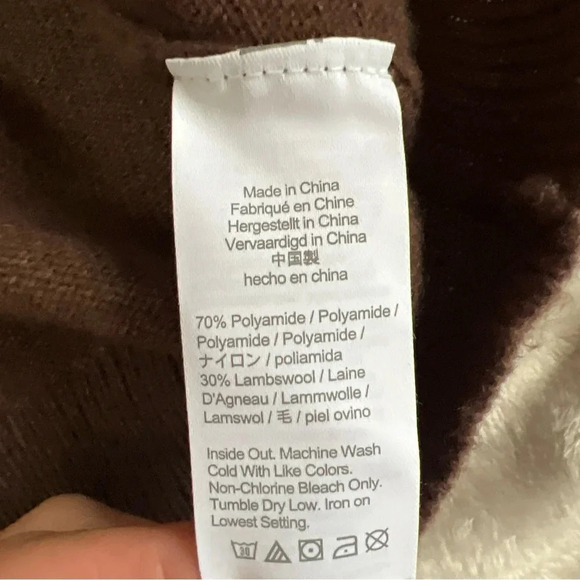 Made in China
Fabriqué en Chine
Hergestellt in China
Vervaardigd in China
中国製
hecho en china
70% Polyamide / Polyamide /
Polyamide / Polyamide /
ナイロン / poliamida
30% Lambswool / Laine
D'Agneau / Lammwolle /
Lamswol / 毛 / piel ovino
Inside Out. Machine Wash
Cold With Like Colors.
Non-Chlorine Bleach Only.
Tumble Dry Low. Iron on
Lowest Setting.
30